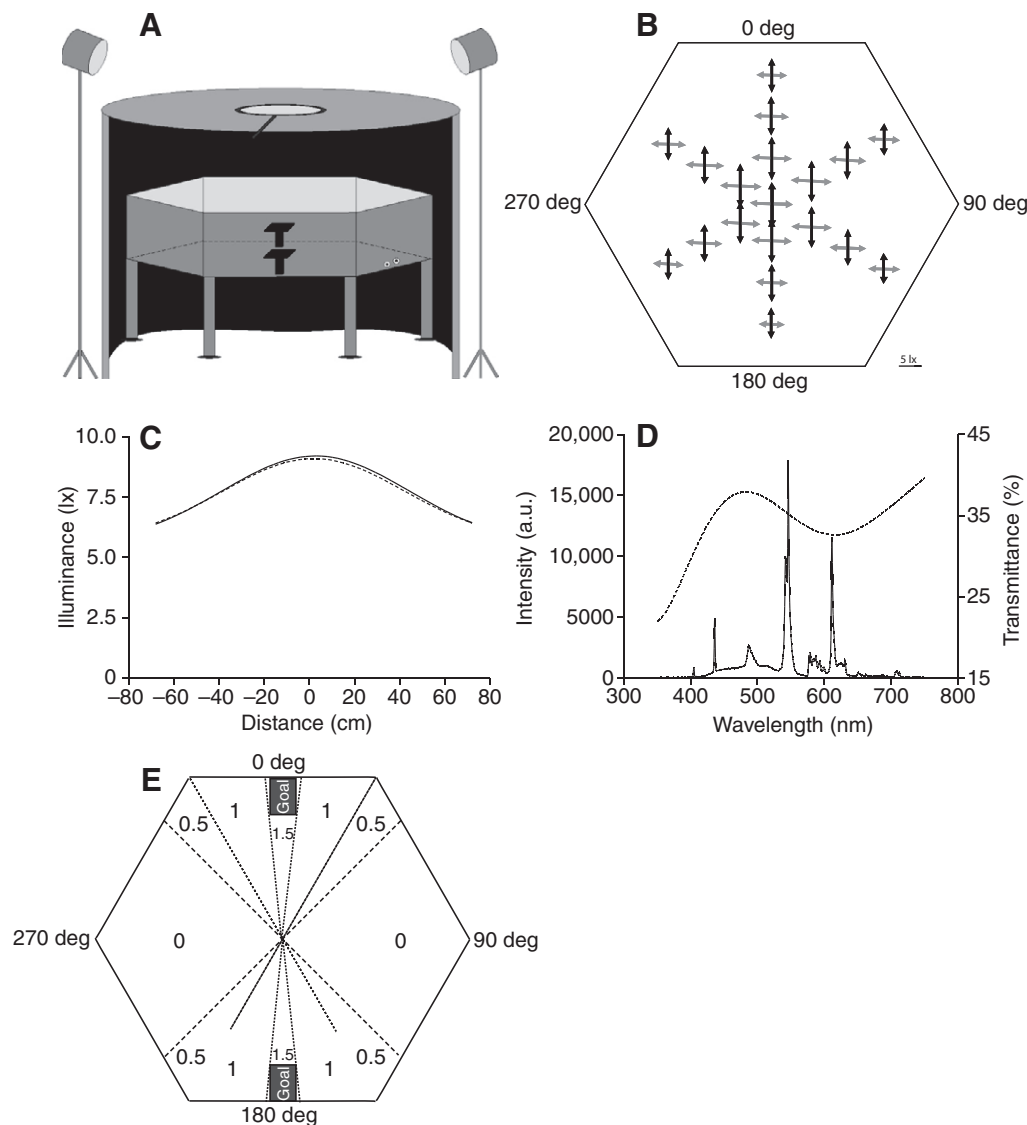 A
B
0 deg
270 deg
90 deg
5 lx
180 deg
C
10.0
7.5
5.0
2.5
0
Illuminance (lx)
–80 –60 –40 –20 0 20 40 60 80
Distance (cm)
D
20,000
15,000
10,000
5000
0
Intensity (a.u.)
45
35
25
15
Transmittance (%)
300 400 500 600 700 800
Wavelength (nm)
E
0 deg
Goal
0.5 1 1.5 1 0.5
270 deg
0
0
90 deg
0.5 1 1.5 1 0.5
Goal
180 deg